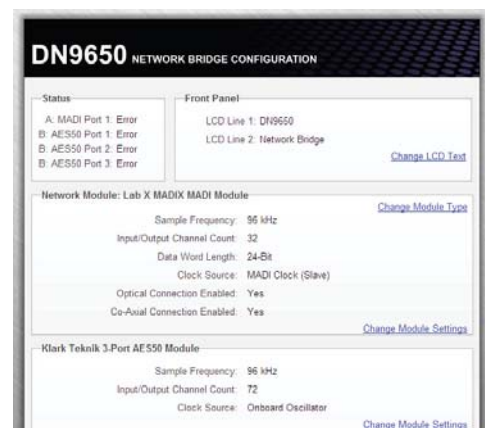 DN9650 NETWORK BRIDGE CONFIGURATION
Status
A: MADI Port 1: Error
B: AES50 Port 1: Error
B: AES50 Port 2: Error
B: AES50 Port 3: Error
Front Panel
LCD Line 1: DN9650
LCD Line 2: Network Bridge
Change LCD Text
Network Module: Lab X MADIX MADI Module
Change Module Type
Sample Frequency: 96 kHz
Input/Output Channel Count: 32
Data Word Length: 24-Bit
Clock Source: MADI Clock (Slave)
Optical Connection Enabled: Yes
Co-Axial Connection Enabled: Yes
Change Module Settings
Klark Teknik 3-Port AES50 Module
Sample Frequency: 96 kHz
Input/Output Channel Count: 72
Clock Source: Onboard Oscillator
Change Module Settings